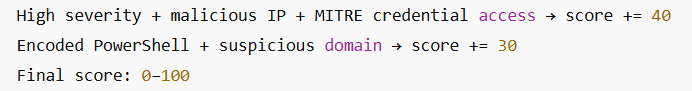 High severity + malicious IP + MITRE credential access → score += 40
Encoded PowerShell + suspicious domain → score += 30
Final score: 0–100